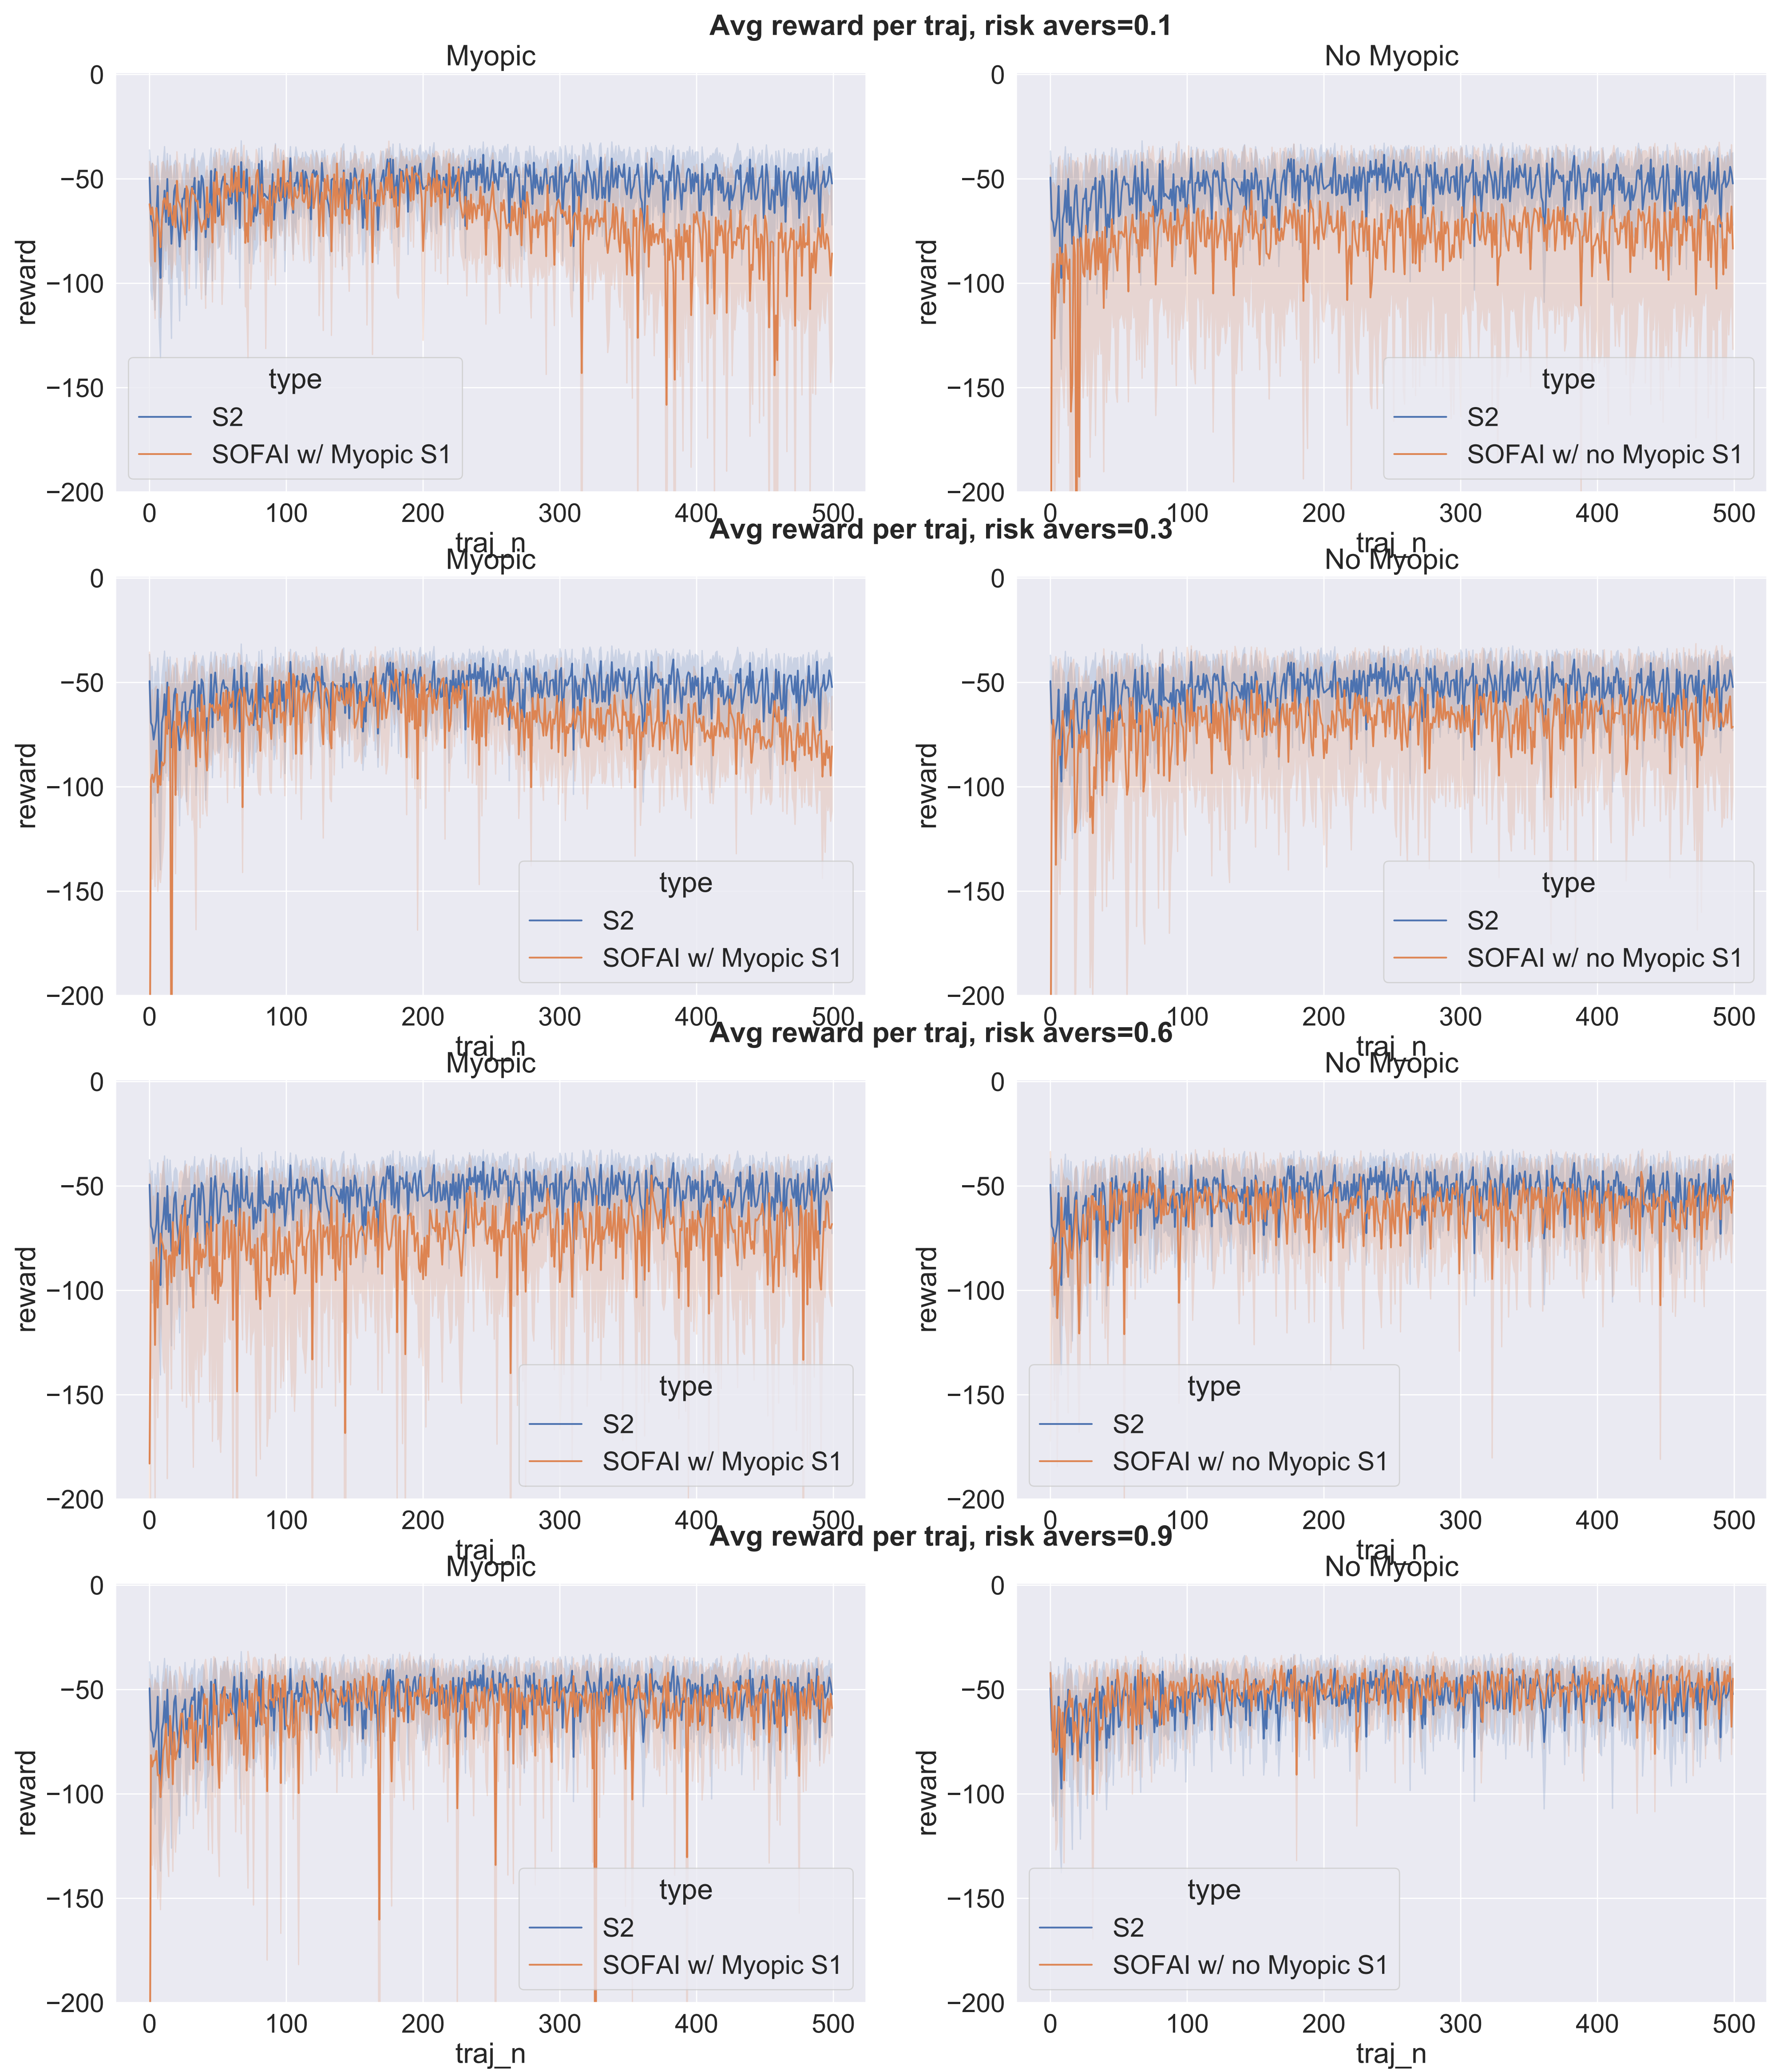 Avg reward per traj, risk avers=0.1
Myopic
No Myopic
0
−50
−100
−150
−200
reward
type
S2
SOFAI w/ Myopic S1
0 100 200 300 400 500
traj_n
0
−50
−100
−150
−200
reward
type
S2
SOFAI w/ no Myopic S1
0 100 200 300 400 500
traj_n
Avg reward per traj, risk avers=0.3
Myopic
No Myopic
0
−50
−100
−150
−200
reward
type
S2
SOFAI w/ Myopic S1
0 100 200 300 400 500
traj_n
0
−50
−100
−150
−200
reward
type
S2
SOFAI w/ no Myopic S1
0 100 200 300 400 500
traj_n
Avg reward per traj, risk avers=0.6
Myopic
No Myopic
0
−50
−100
−150
−200
reward
type
S2
SOFAI w/ Myopic S1
0 100 200 300 400 500
traj_n
0
−50
−100
−150
−200
reward
type
S2
SOFAI w/ no Myopic S1
0 100 200 300 400 500
traj_n
Avg reward per traj, risk avers=0.9
Myopic
No Myopic
0
−50
−100
−150
−200
reward
type
S2
SOFAI w/ Myopic S1
0 100 200 300 400 500
traj_n
0
−50
−100
−150
−200
reward
type
S2
SOFAI w/ no Myopic S1
0 100 200 300 400 500
traj_n